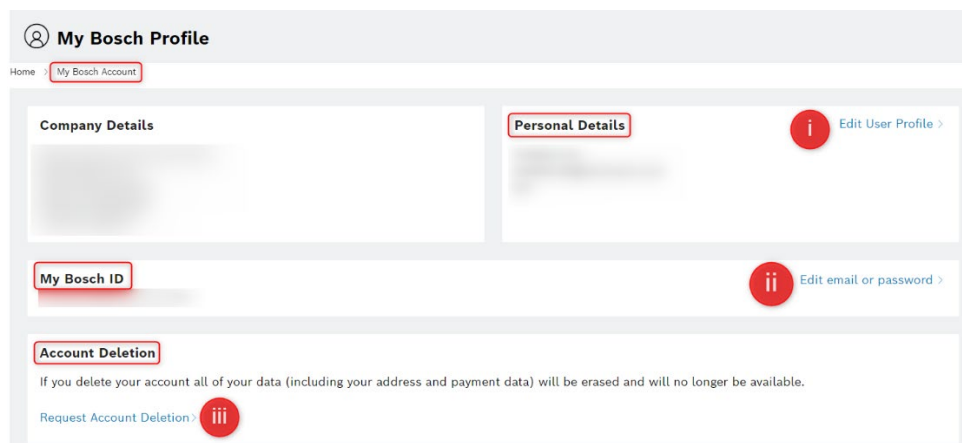 My Bosch Profile
Home > My Bosch Account
Company Details
Personal Details
i
Edit User Profile >
My Bosch ID
ii
Edit email or password >
Account Deletion
If you delete your account all of your data (including your address and payment data) will be erased and will no longer be available.
Request Account Deletion >
iii